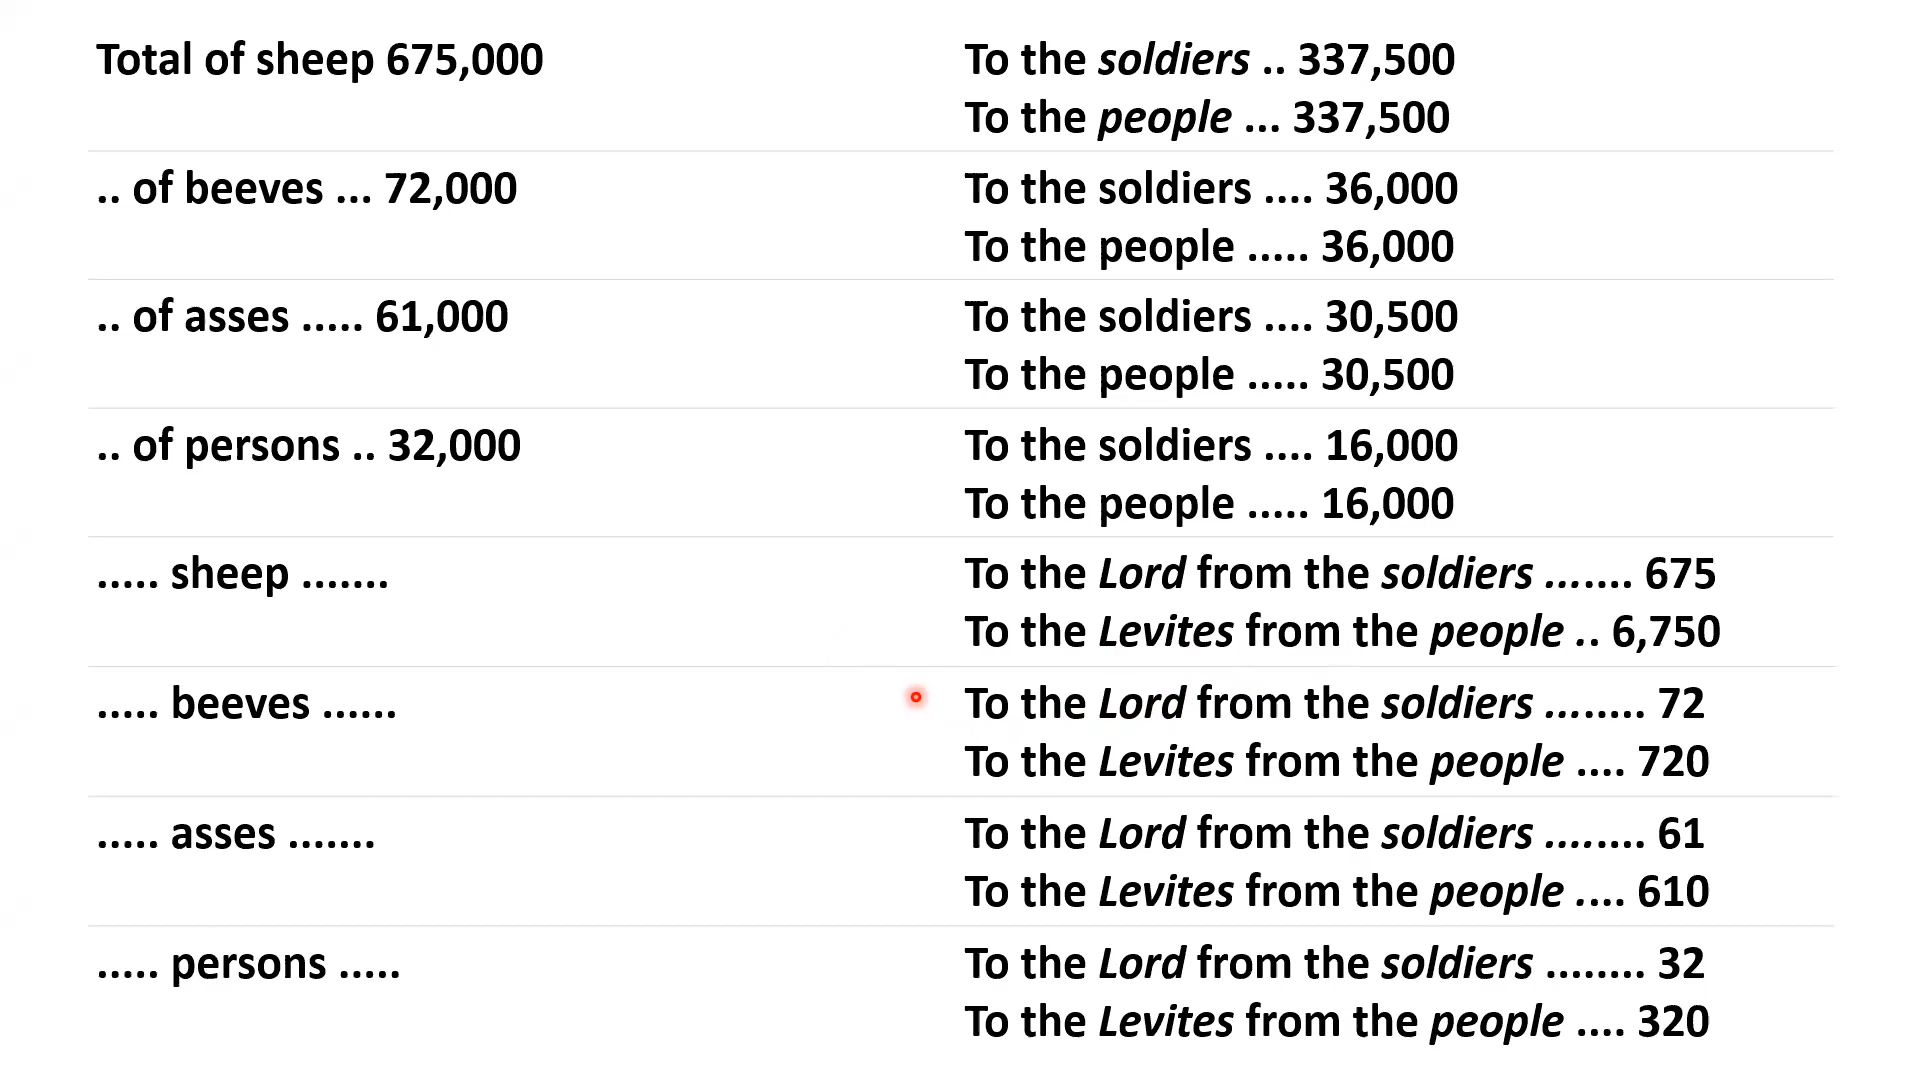 Total of sheep 675,000
To the soldiers .. 337,500
To the people ... 337,500
.. of beeves ... 72,000
To the soldiers .... 36,000
To the people ..... 36,000
.. of asses ..... 61,000
To the soldiers .... 30,500
To the people ..... 30,500
.. of persons .. 32,000
To the soldiers .... 16,000
To the people ..... 16,000
..... sheep .......
To the Lord from the soldiers ....... 675
To the Levites from the people .. 6,750
..... beeves ......
To the Lord from the soldiers ........ 72
To the Levites from the people .... 720
..... asses .......
To the Lord from the soldiers ........ 61
To the Levites from the people .... 610
..... persons .....
To the Lord from the soldiers ........ 32
To the Levites from the people .... 320